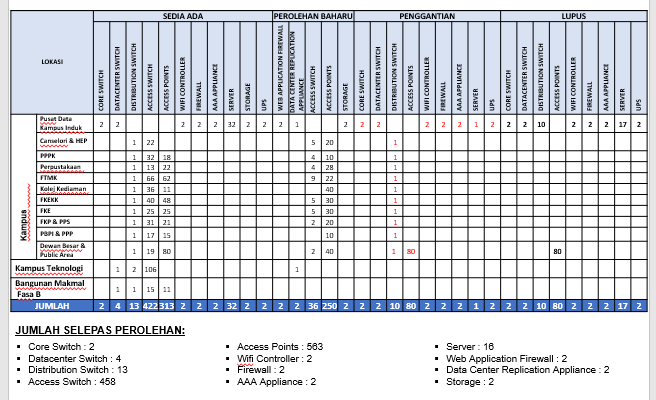 SEDIA ADA PEROLEHAN BAHARU PENGGANTIAN LUPUS
LOKASI CORE SWITCH DATACENTER SWITCH DISTRIBUTION SWITCH ACCESS SWITCH ACCESS POINTS WIFI CONTROLLER FIREWALL AAA APPLIANCE SERVER STORAGE UPS WEB APPLICATION FIREWALL DATA CENTER REPLICATION APPLIANCE ACCESS SWITCH ACCESS POINTS STORAGE CORE SWITCH DATACENTER SWITCH DISTRIBUTION SWITCH ACCESS POINTS WIFI CONTROLLER FIREWALL AAA APPLIANCE SERVER UPS CORE SWITCH DATACENTER SWITCH DISTRIBUTION SWITCH ACCESS POINTS WIFI CONTROLLER FIREWALL AAA APPLIANCE SERVER UPS
Kampus
Pusat Data Kampus Induk 2 2 2 2 2 32 2 2 2 1 2 2 2 2 2 2 1 2 2 2 10 2 2 2 17 2
Canselori & HEP 1 22 5 20 1
PPPK 1 32 18 4 10 1
Perpustakaan 1 13 22 4 28 1
FTMK 1 66 62 9 22 1
Kolej Kediaman 1 36 11 40 1
FKEKK 1 40 48 5 30 1
FKE 1 25 25 5 30 1
FKP & PPS 1 31 21 2 20 1
PBPI & PPP 1 17 15 10 1
Dewan Besar & Public Area 1 19 80 2 40 1 80 80
Kampus Teknologi 1 2 106 1
Bangunan Makmal Fasa B 1 1 15 11
JUMLAH 2 4 13 422 313 2 2 2 32 2 2 2 2 36 250 2 2 2 10 80 2 2 2 1 2 2 2 10 80 2 2 2 17 2
JUMLAH SELEPAS PEROLEHAN:
▪ Core Switch : 2
▪ Datacenter Switch : 4
▪ Distribution Switch : 13
▪ Access Switch : 458
▪ Access Points : 563
▪ Wifi Controller : 2
▪ Firewall : 2
▪ AAA Appliance : 2
▪ Server : 16
▪ Web Application Firewall : 2
▪ Data Center Replication Appliance : 2
▪ Storage : 2